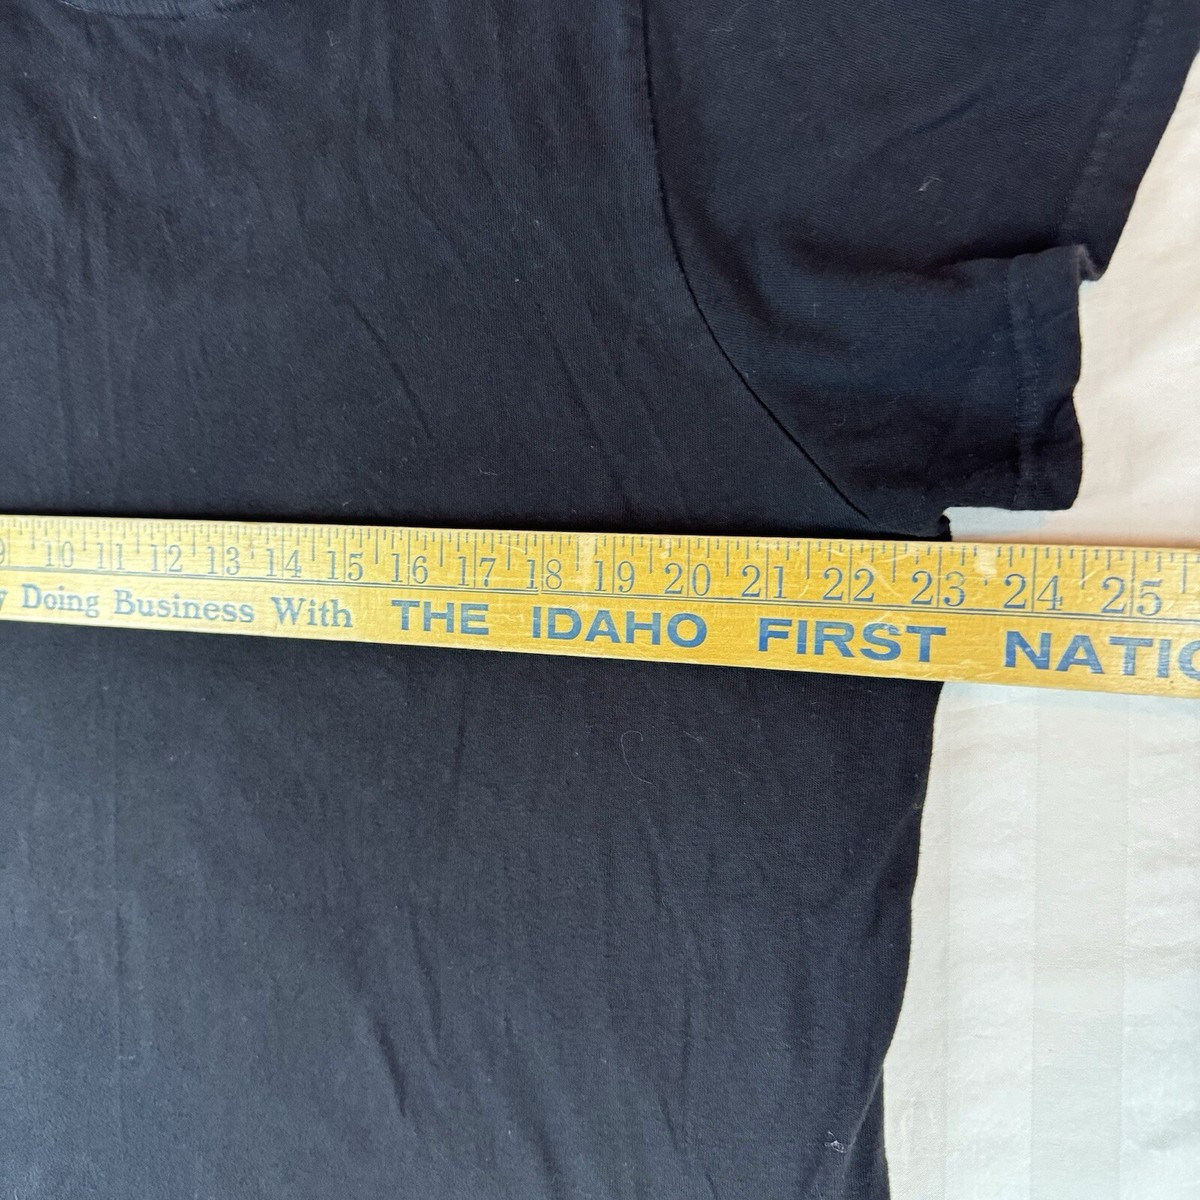 9 10 11 12 13 14 15 16 17 18 19 20 21 22 23 24 25
Doing Business With THE IDAHO FIRST NATIO